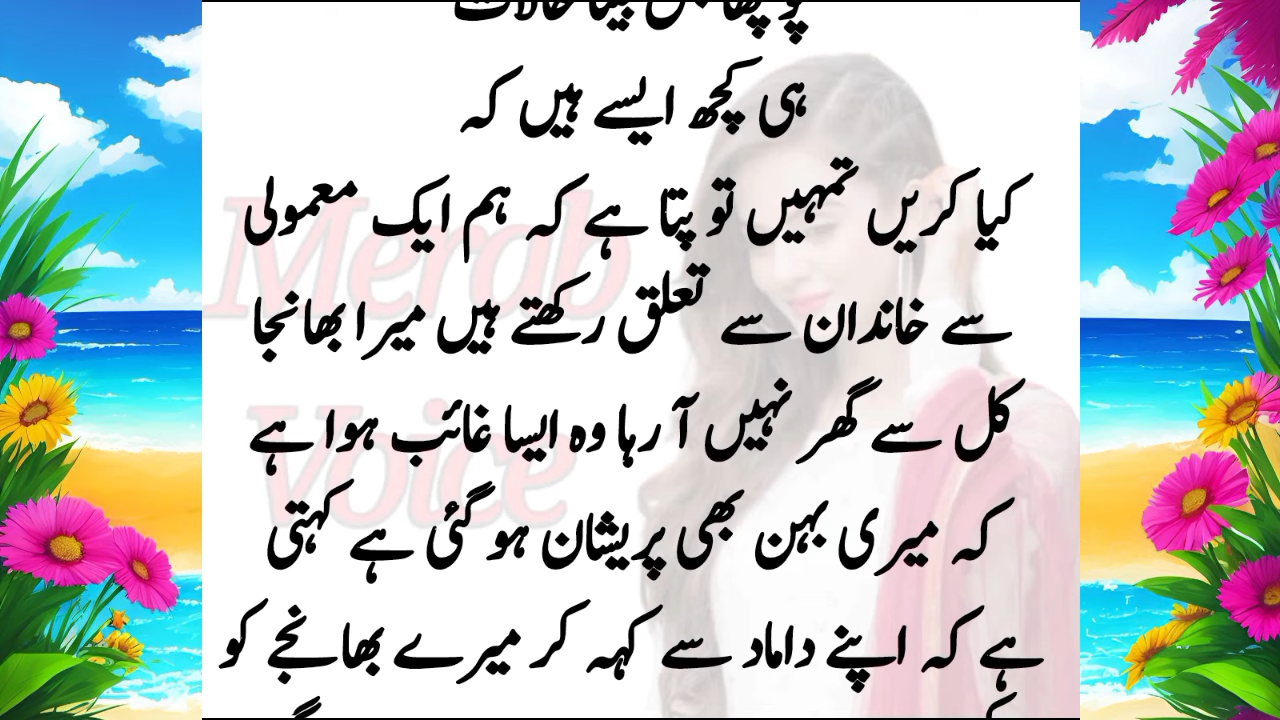 ہی کچھ ایسے ہیں کہ
کیا کریں تمہیں تو پتا ہے کہ ہم ایک معمولی
سے خاندان سے تعلق رکھتے ہیں میرا بھانجا
کل سے گھر نہیں آ رہا وہ ایسا غائب ہوا ہے
کہ میری بہن بھی پریشان ہو گئی ہے کہتی
ہے کہ اپنے داماد سے کہہ کر میرے بھانجے کو
Merab
Voice